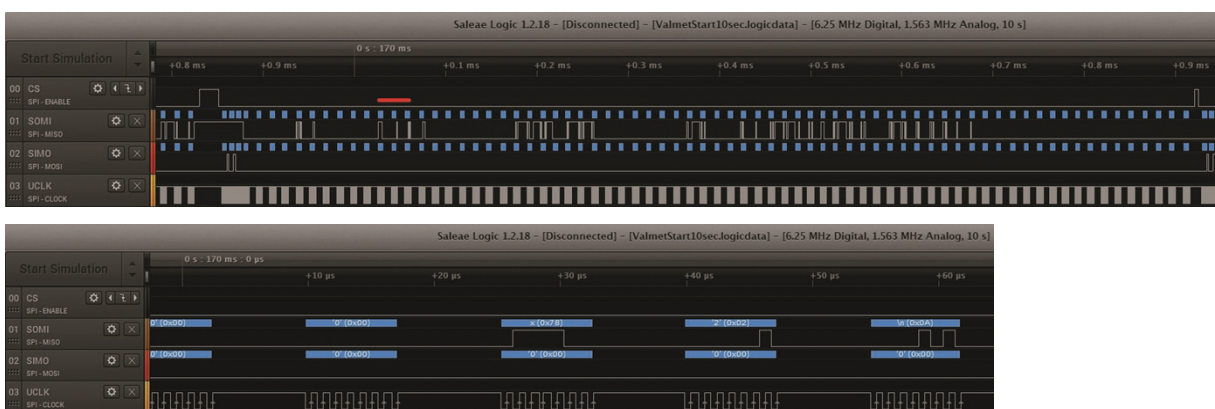 Saleae Logic 1.2.18 - [Disconnected] - [ValmetStart10sec.logicdata] - [6.25 MHz Digital, 1.563 MHz Analog, 10 s]
Start Simulation
0 s : 170 ms
+0.8 ms +0.9 ms +0.1 ms +0.2 ms +0.3 ms +0.4 ms +0.5 ms +0.6 ms +0.7 ms +0.8 ms +0.9 ms
00 CS
SPI - ENABLE
01 SOMI
SPI - MISO
02 SIMO
SPI - MOSI
03 UCLK
SPI - CLOCK
Saleae Logic 1.2.18 - [Disconnected] - [ValmetStart10sec.logicdata] - [6.25 MHz Digital, 1.563 MHz Analog, 10 s]
Start Simulation
0 s : 170 ms : 0 µs
+10 µs +20 µs +30 µs +40 µs +50 µs +60 µs
00 CS
SPI - ENABLE
0' (0x00) '0' (0x00) x (0x78) '2' (0x02) \n (0x0A)
01 SOMI
SPI - MISO
0' (0x00) '0' (0x00) '0' (0x00) '0' (0x00) '0' (0x00)
02 SIMO
SPI - MOSI
03 UCLK
SPI - CLOCK